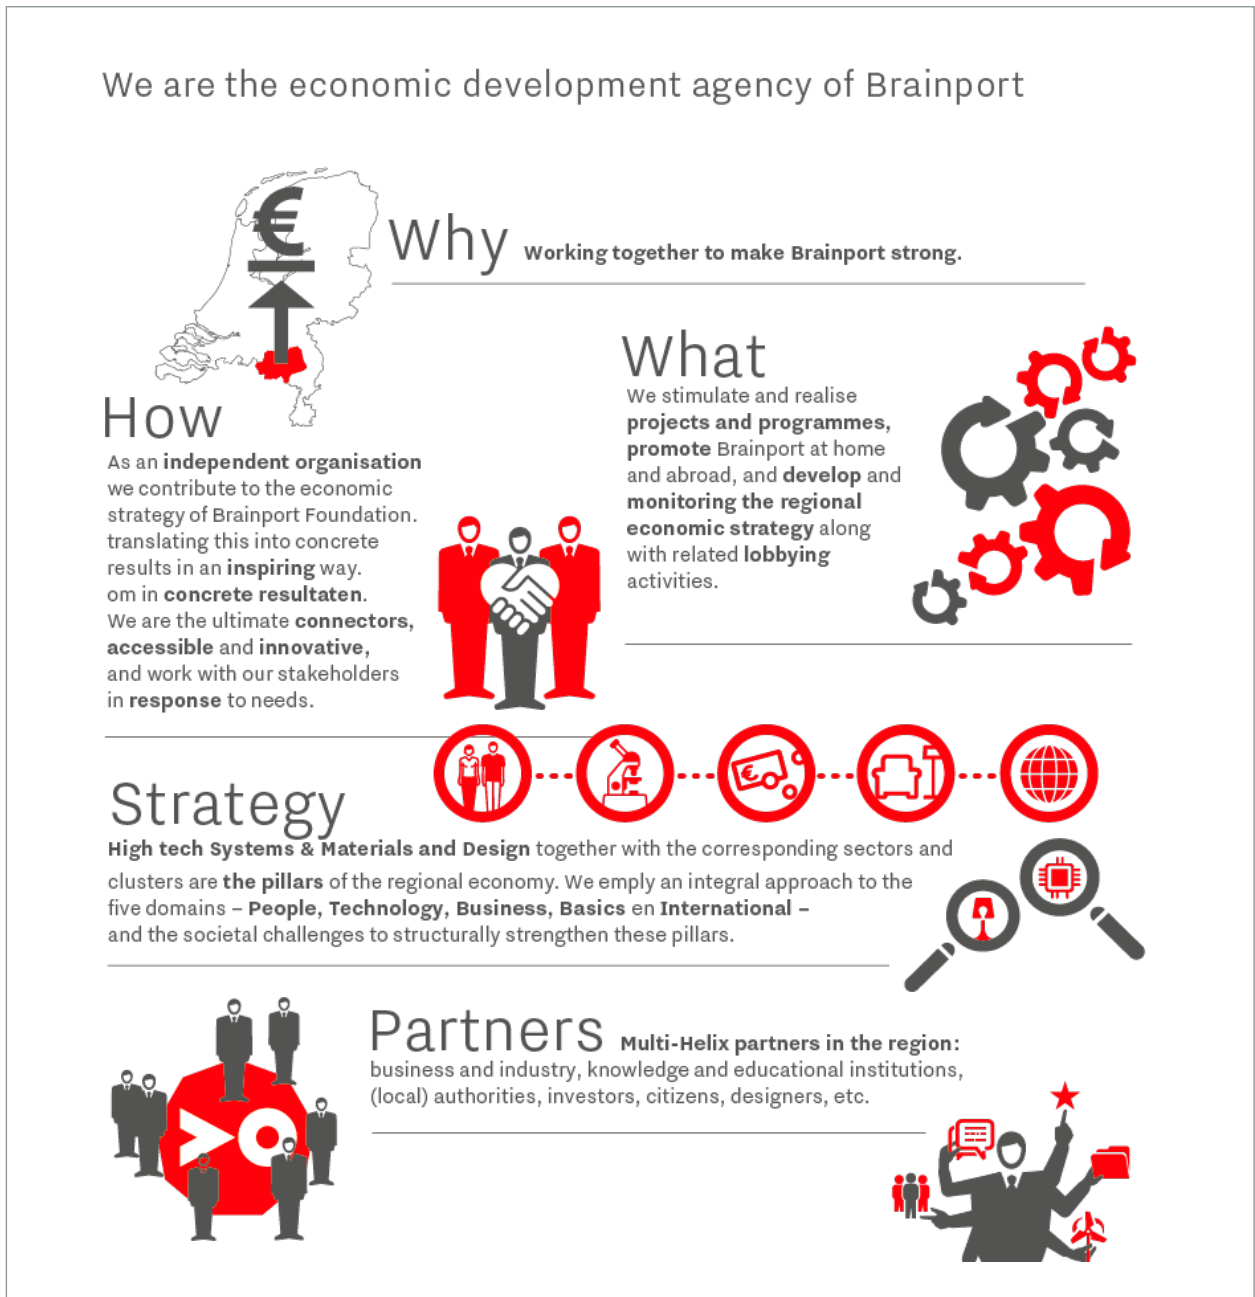 We are the economic development agency of Brainport
€
Why Working together to make Brainport strong.
What
We stimulate and realise
projects and programmes,
promote Brainport at home
and abroad, and develop and
monitoring the regional
economic strategy along
with related lobbying
activities.
How
As an independent organisation
we contribute to the economic
strategy of Brainport Foundation.
translating this into concrete
results in an inspiring way.
om in concrete resultaten.
We are the ultimate connectors,
accessible and innovative,
and work with our stakeholders
in response to needs.
€
Strategy
High tech Systems & Materials and Design together with the corresponding sectors and
clusters are the pillars of the regional economy. We emply an integral approach to the
five domains – People, Technology, Business, Basics en International –
and the societal challenges to structurally strengthen these pillars.
Partners Multi-Helix partners in the region:
business and industry, knowledge and educational institutions,
(local) authorities, investors, citizens, designers, etc.